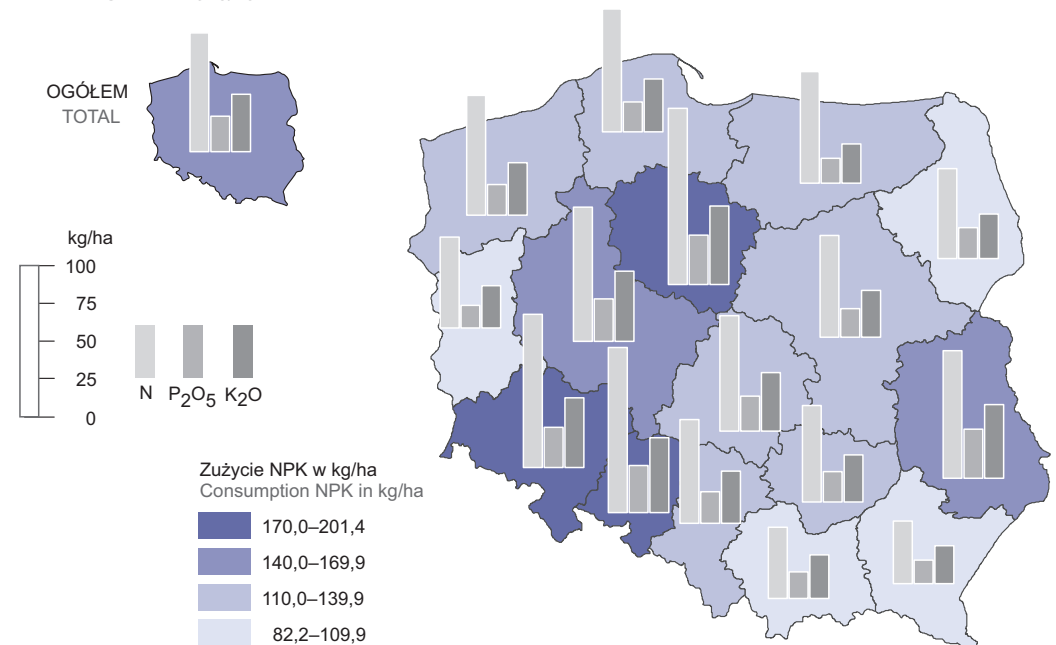 OGÓŁEM
TOTAL
kg/ha
100
75
50
25
0
N P2O5 K2O
Zużycie NPK w kg/ha
Consumption NPK in kg/ha
170,0–201,4
140,0–169,9
110,0–139,9
82,2–109,9